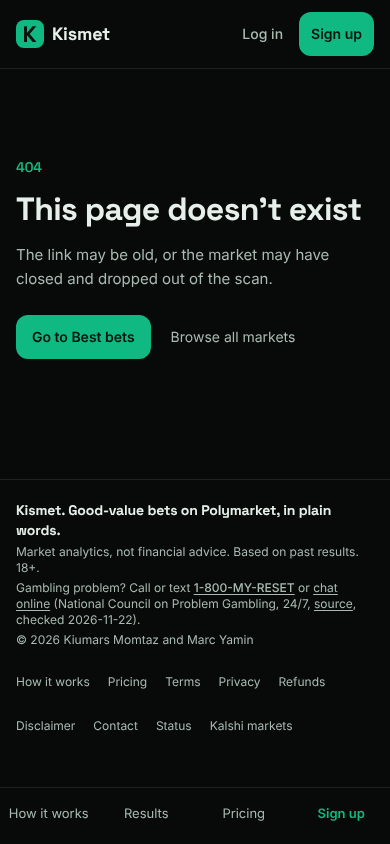 K Kismet
Log in
Sign up
404
This page doesn't exist
The link may be old, or the market may have
closed and dropped out of the scan.
Go to Best bets
Browse all markets
Kismet. Good-value bets on Polymarket, in plain
words.
Market analytics, not financial advice. Based on past results.
18+.
Gambling problem? Call or text 1-800-MY-RESET or chat
online (National Council on Problem Gambling, 24/7, source,
checked 2026-11-22).
© 2026 Kiumars Momtaz and Marc Yamin
How it works Pricing Terms Privacy Refunds
Disclaimer Contact Status Kalshi markets
How it works Results Pricing Sign up